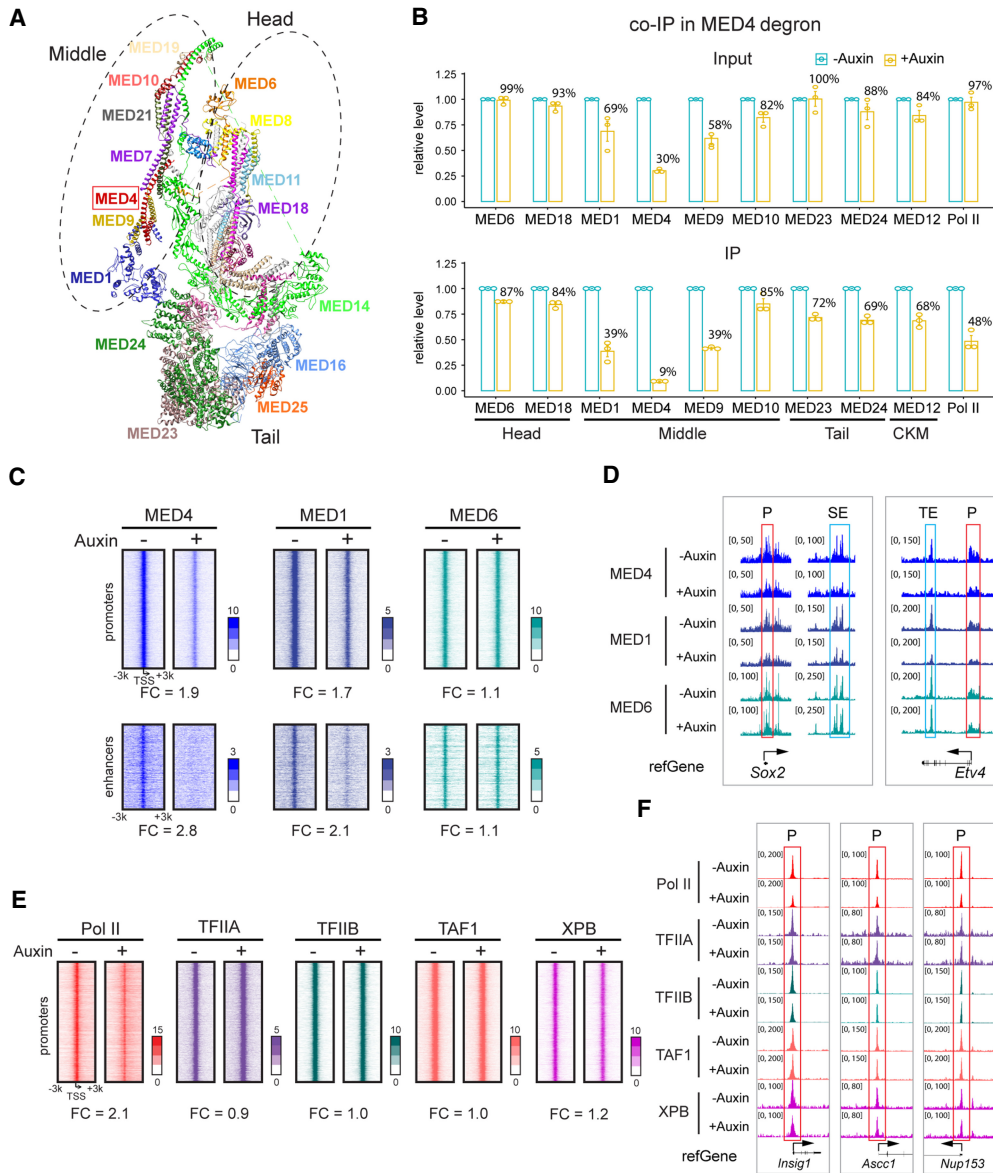 A
Head
Middle
MED19
MED10
MED6
MED21
MED8
MED7
MED11
MED4
MED18
MED9
MED1
MED14
MED24
MED16
MED25
MED23
Tail
B
co-IP in MED4 degron
Input
-Auxin +Auxin
relative level
1.25
1.00
0.75
0.50
0.25
0.00
99% 93% 69% 30% 58% 82% 100% 88% 84% 97%
MED6 MED18 MED1 MED4 MED9 MED10 MED23 MED24 MED12 Pol II
IP
relative level
1.25
1.00
0.75
0.50
0.25
0.00
87% 84% 39% 9% 39% 85% 72% 69% 68% 48%
MED6 MED18 MED1 MED4 MED9 MED10 MED23 MED24 MED12 Pol II
Head Middle Tail CKM
C
MED4 MED1 MED6
Auxin - + - + - +
promoters
10 5 10
0 0 0
-3k TSS +3k
FC = 1.9 FC = 1.7 FC = 1.1
enhancers
3 3 5
0 0 0
-3k +3k
FC = 2.8 FC = 2.1 FC = 1.1
D
P SE TE P
MED4
-Auxin [0, 50] [0, 100] [0, 150]
+Auxin [0, 50] [0, 100] [0, 150]
MED1
-Auxin [0, 50] [0, 150] [0, 200]
+Auxin [0, 50] [0, 150] [0, 200]
MED6
-Auxin [0, 100] [0, 250] [0, 200]
+Auxin [0, 100] [0, 250] [0, 200]
refGene
Sox2 Etv4
E
Pol II TFIIA TFIIB TAF1 XPB
Auxin - + - + - + - + - +
promoters
15 5 10 10 10
0 0 0 0 0
-3k TSS +3k
FC = 2.1 FC = 0.9 FC = 1.0 FC = 1.0 FC = 1.2
F
P P P
Pol II
-Auxin [0, 200] [0, 100] [0, 100]
+Auxin [0, 200] [0, 100] [0, 100]
TFIIA
-Auxin [0, 150] [0, 80] [0, 80]
+Auxin [0, 150] [0, 80] [0, 80]
TFIIB
-Auxin [0, 150] [0, 100] [0, 150]
+Auxin [0, 150] [0, 100] [0, 150]
TAF1
-Auxin [0, 200] [0, 150] [0, 200]
+Auxin [0, 200] [0, 150] [0, 200]
XPB
-Auxin [0, 100] [0, 80] [0, 100]
+Auxin [0, 100] [0, 80] [0, 100]
refGene
Insig1 Ascc1 Nup153